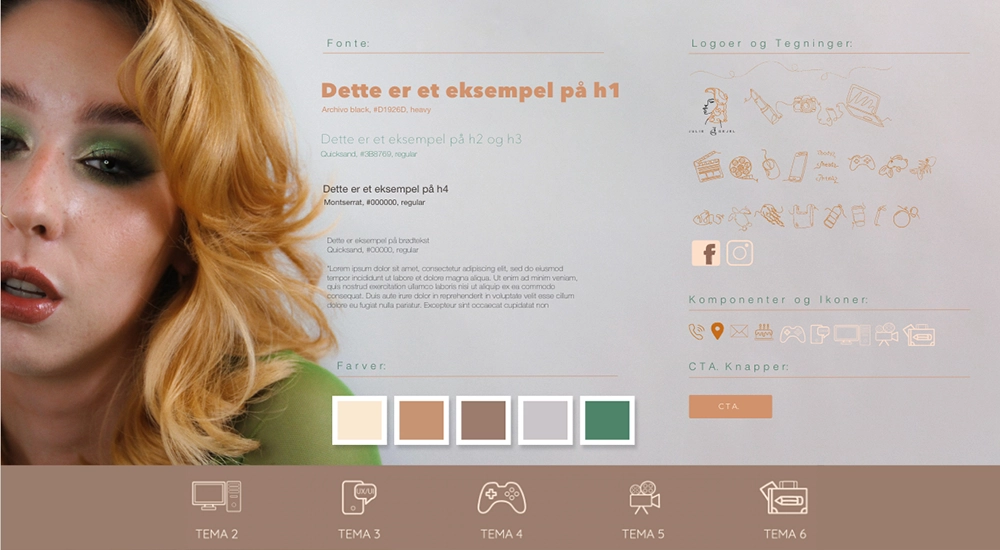 Fonte:
Dette er et eksempel på h1
Archivo black, #D1926D, heavy
Dette er et eksempel på h2 og h3
Quicksand, #3B8769, regular
Dette er et eksempel på h4
Montserrat, #000000, regular
Dette er eksempel på brødtekst
Quicksand, #00000, regular
"Lorem ipsum dolor sit amet, consectetur adipiscing elit, sed do eiusmod
tempor incididunt ut labore et dolore magna aliqua. Ut enim ad minim veniam,
quis nostrud exercitation ullamco laboris nisi ut aliquip ex ea commodo
consequat. Duis aute irure dolor in reprehenderit in voluptate velit esse cillum
dolore eu fugiat nulla pariatur. Excepteur sint occaecat cupidatat non
Farver:
Logoer og Tegninger:
Komponenter og Ikoner:
CTA. Knapper:
CTA.
UX/UI
TEMA 2
TEMA 3
TEMA 4
TEMA 5
TEMA 6